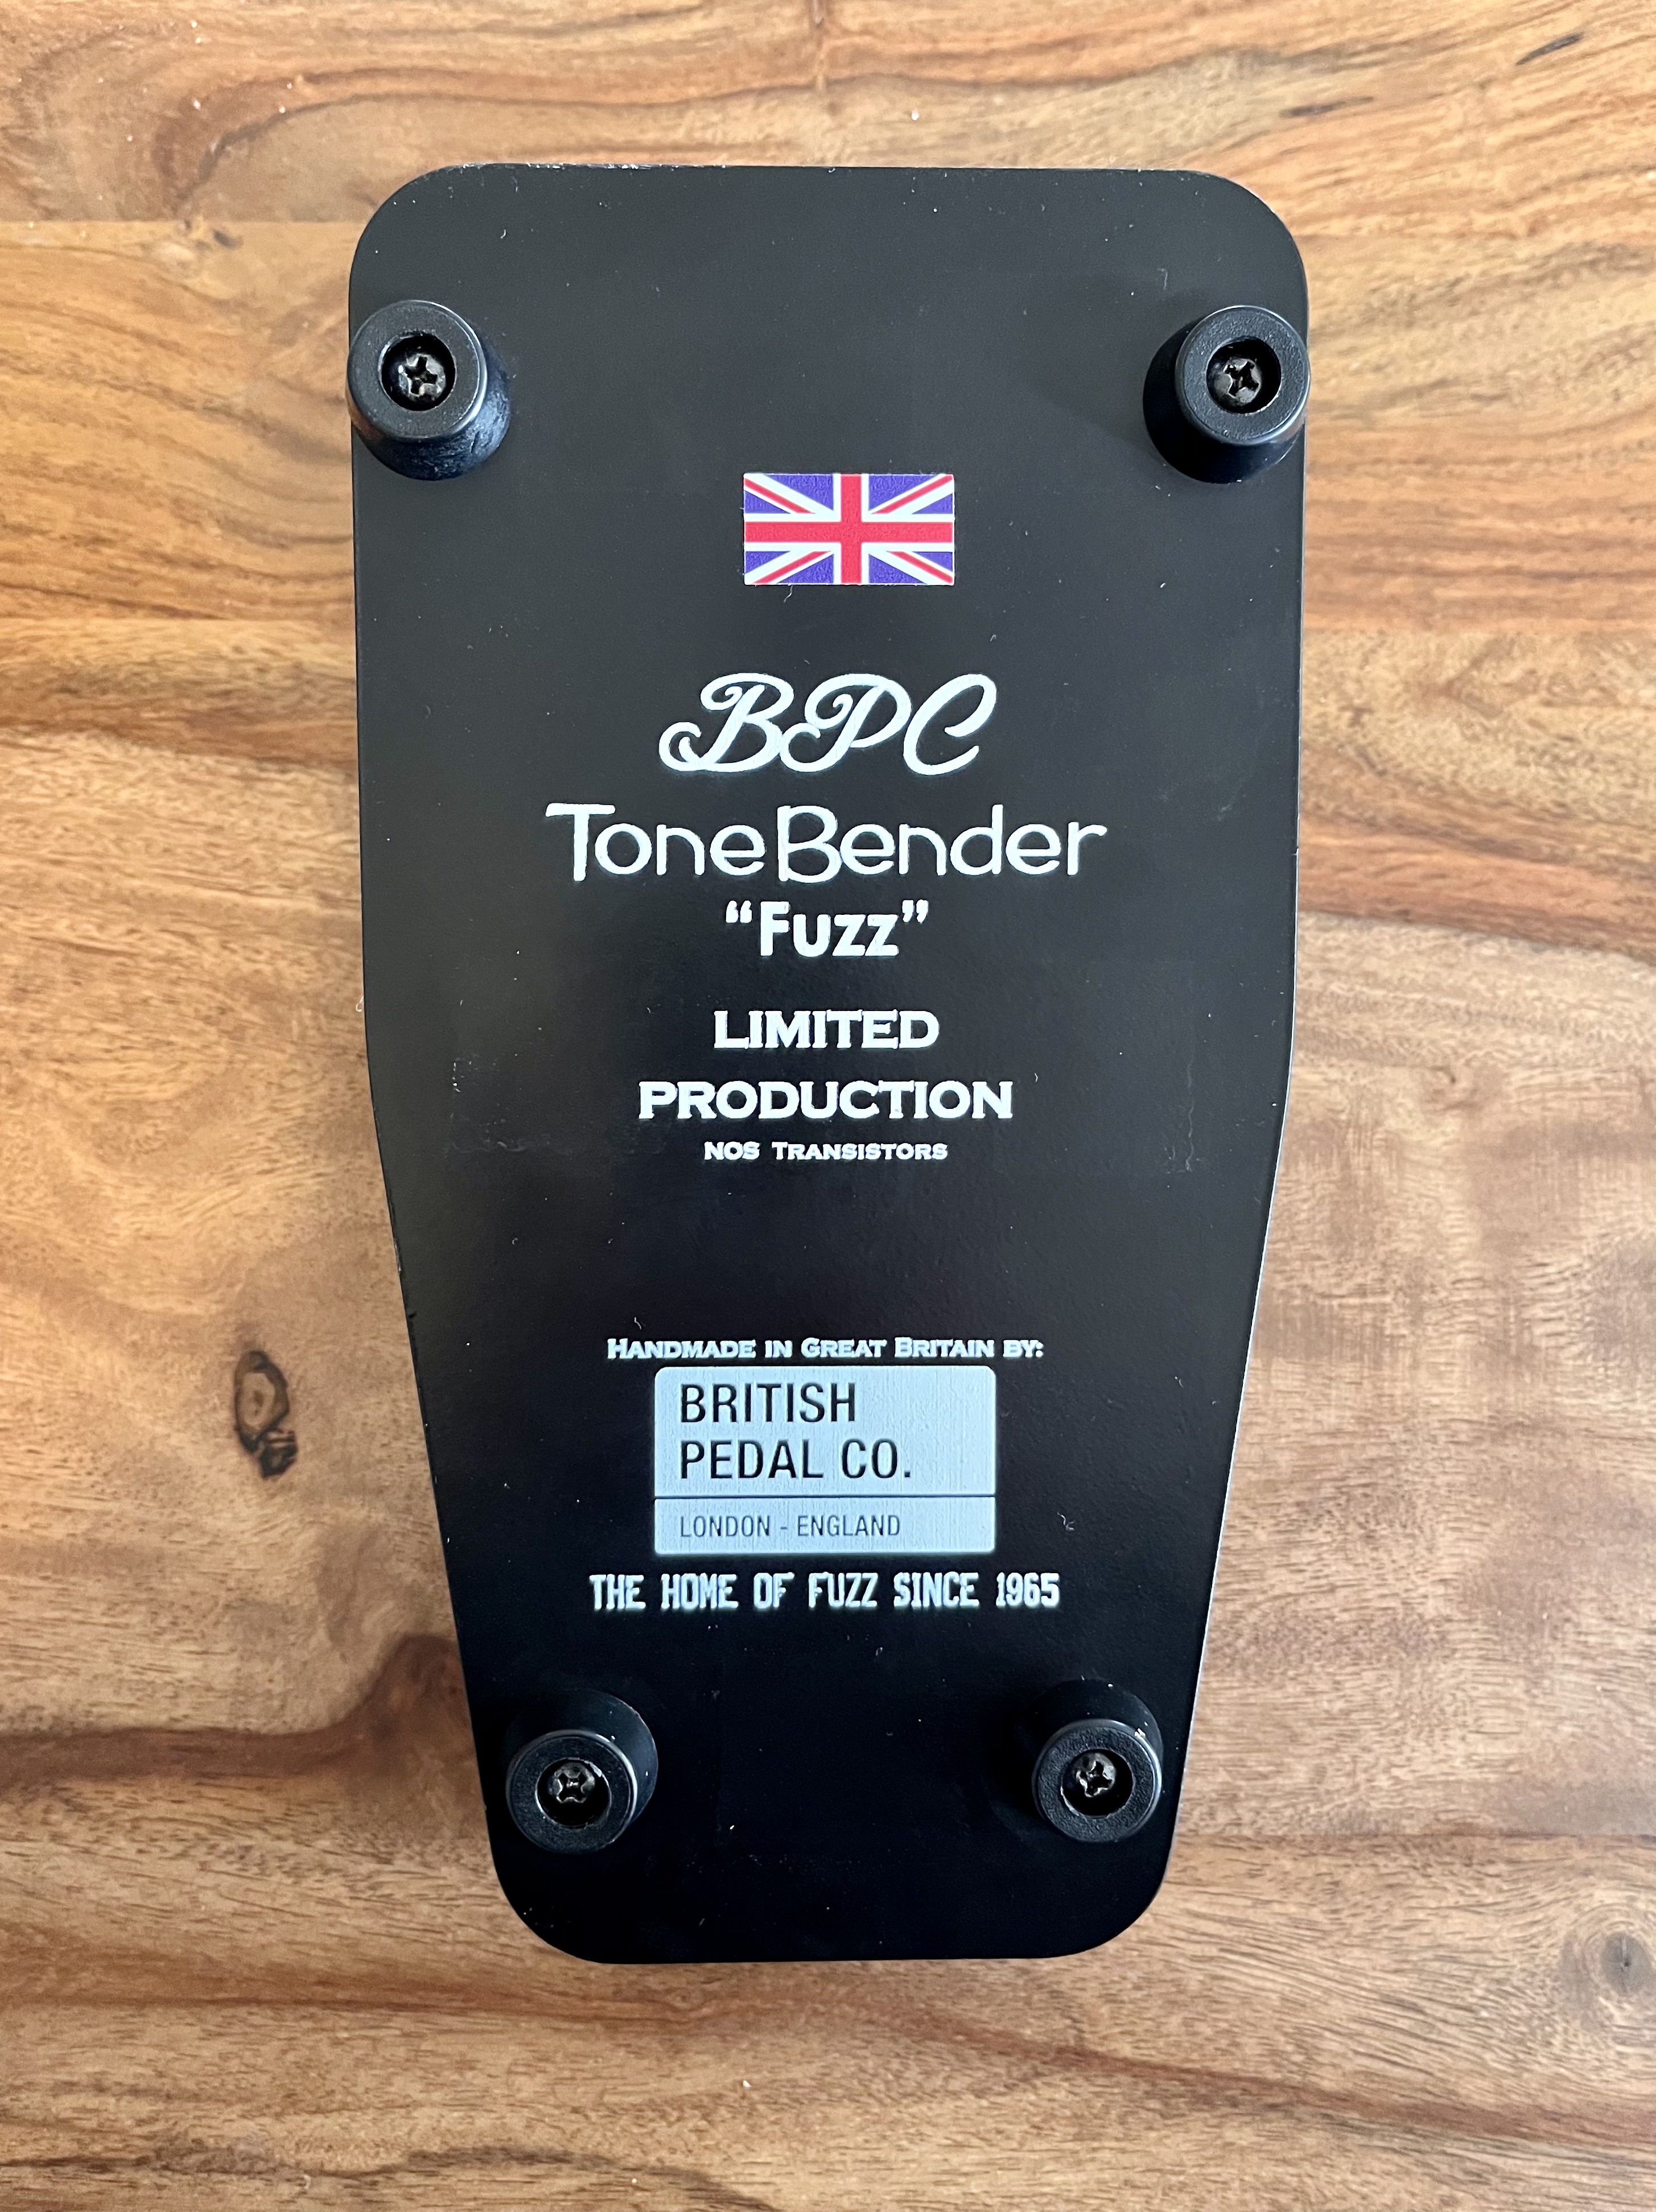 BPC
ToneBender
“Fuzz”
LIMITED
PRODUCTION
NOS TRANSISTORS
HANDMADE IN GREAT BRITAIN BY:
BRITISH
PEDAL CO.
LONDON - ENGLAND
THE HOME OF FUZZ SINCE 1965